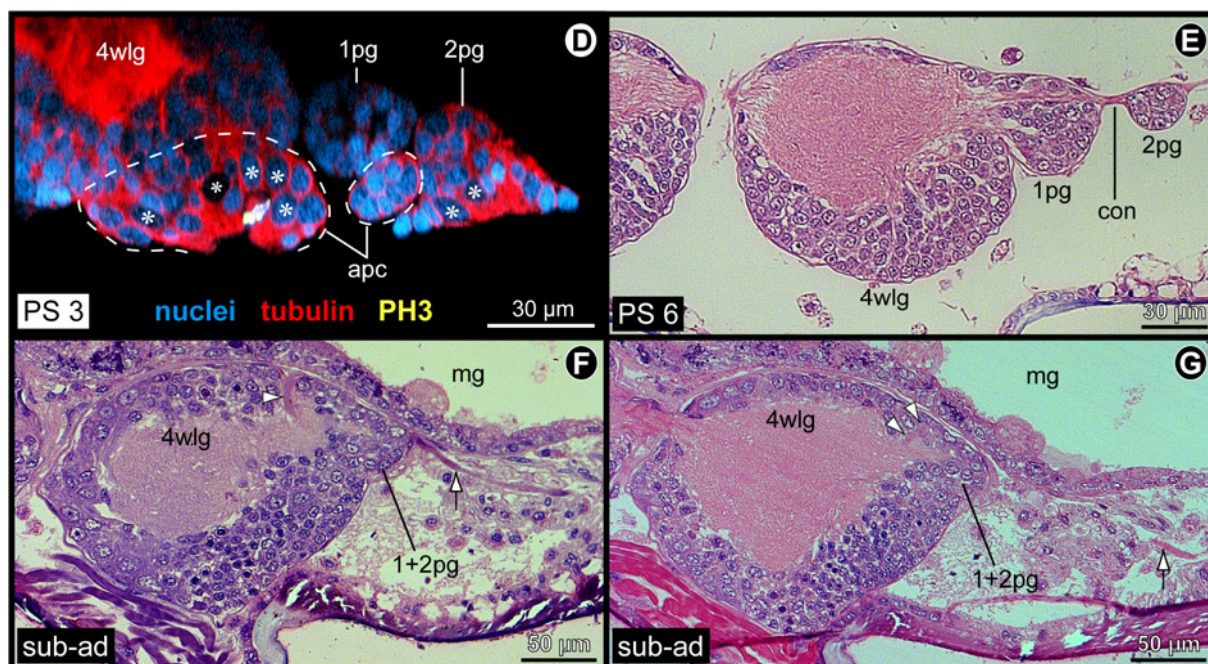 4wlg
1pg
2pg
D
* * * * *
* *
apc
PS 3
nuclei tubulin PH3
30 µm
E
2pg
1pg
con
4wlg
PS 6
30 µm
F
mg
4wlg
1+2pg
sub-ad
50 µm
G
mg
4wlg
1+2pg
sub-ad
50 µm